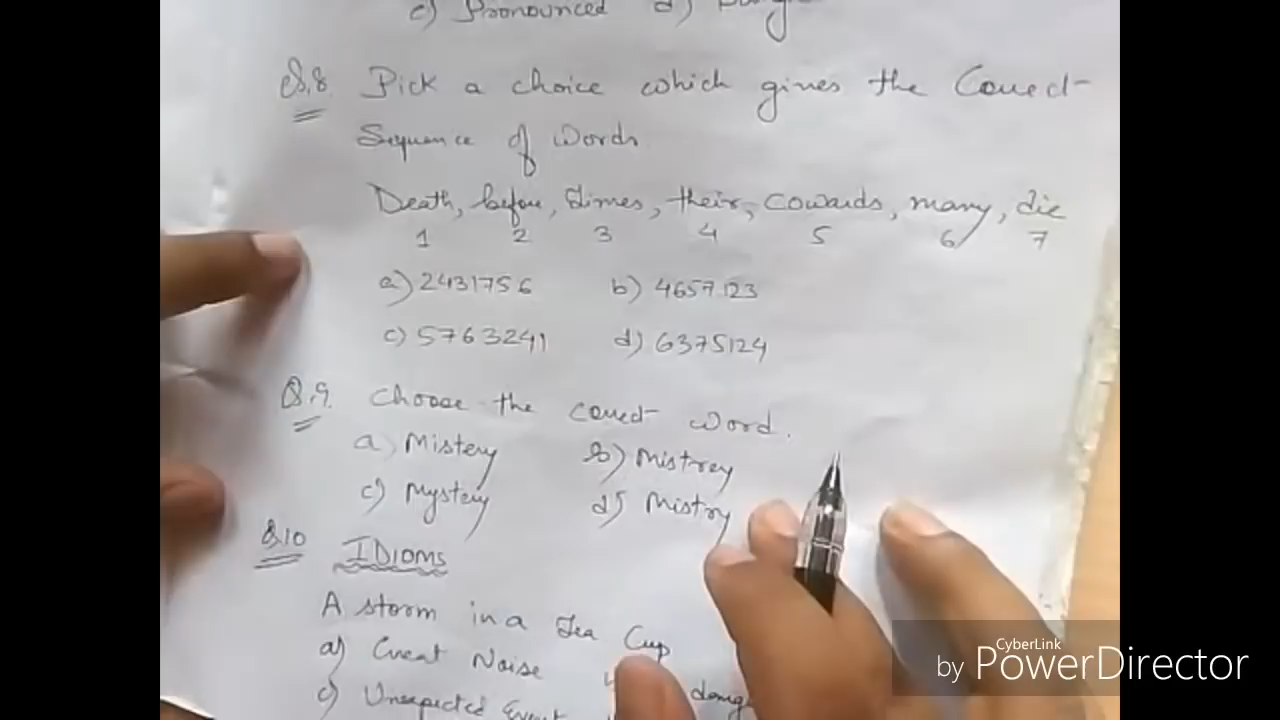 c) Pronounced d)
Q.8. Pick a choice which gives the Correct
Sequence of Words
Death, before, times, their, cowards, many, die
1 2 3 4 5 6 7
a) 2431756 b) 4657123
c) 5763241 d) 6375124
Q.9. Choose the correct word.
a) Mistery b) Mistrey
c) Mystery d) Mistry
Q.10 IDIOMS
A storm in a Tea Cup
a) Great Noise
c) Unexpected Event
CyberLink
by PowerDirector